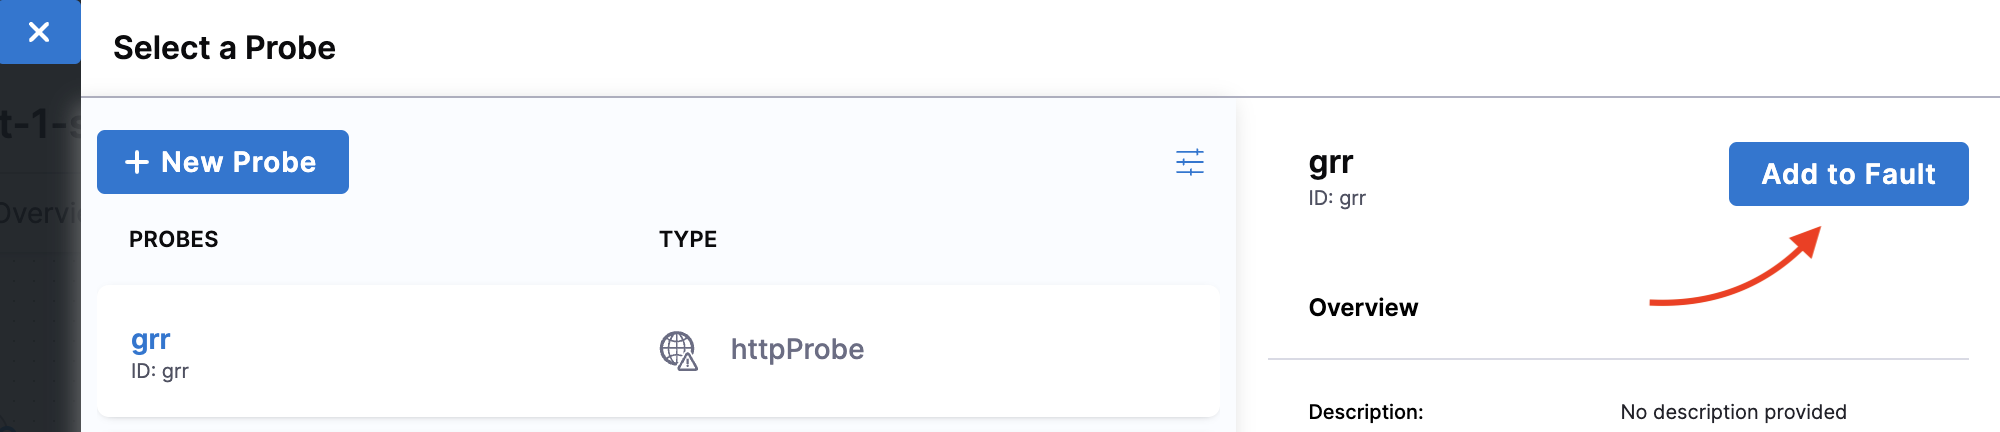 Select a Probe
t-1-s
Overvi
+ New Probe
PROBES
TYPE
grr
ID: grr
httpProbe
grr
ID: grr
Add to Fault
Overview
Description:
No description provided